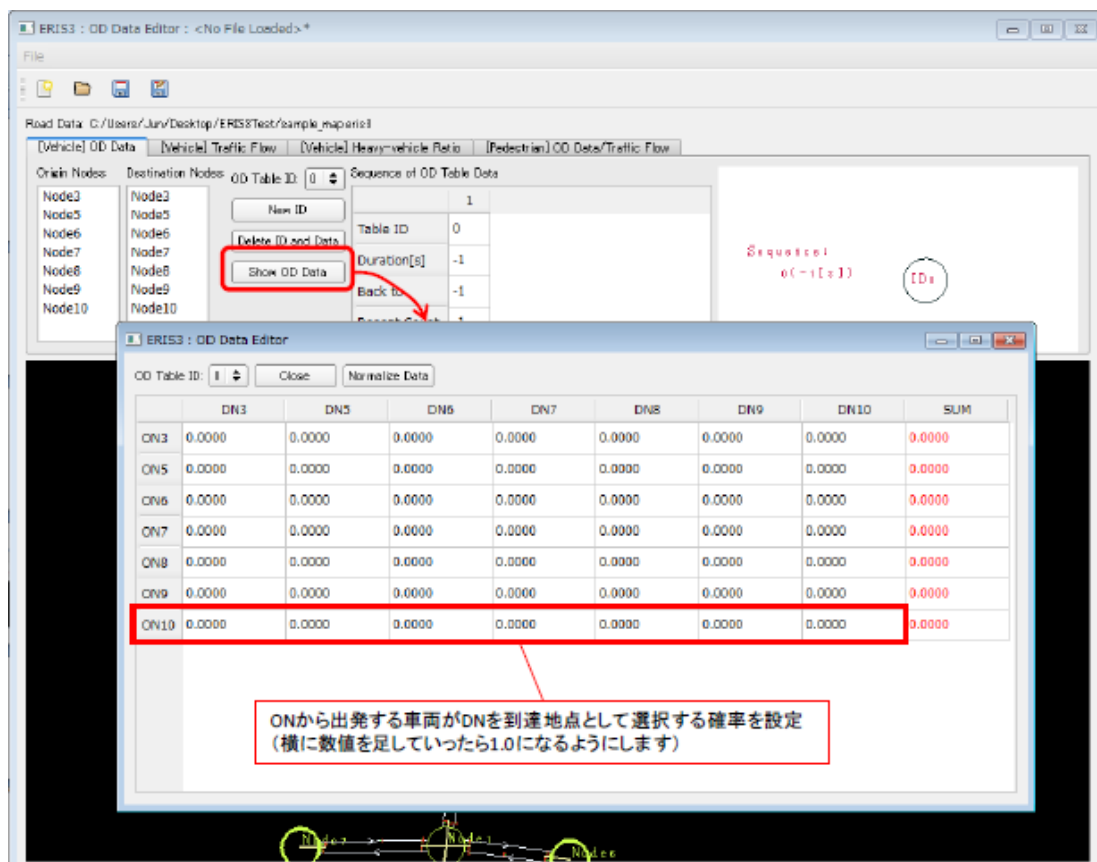 ERIS3 : OD Data Editor : <No File Loaded>*
File
Road Data: C:/Users/Jun/Desktop/ERIS3Test/sample_map.eris3
[Vehicle] OD Data [Vehicle] Traffic Flow [Vehicle] Heavy-vehicle Ratio [Pedestrian] OD Data/Traffic Flow
Origin Nodes Destination Nodes OD Table ID: 0 Sequence of OD Table Data
Node3 Node3 1
Node5 Node5 New ID
Node6 Node6 Table ID 0
Node7 Node7 Delete ID and Data
Node8 Node8 Show OD Data Duration[s] -1
Node9 Node9 Back to -1
Node10 Node10
Sequence:
0(-1[s])
ID:
ERIS3 : OD Data Editor
OD Table ID: Close Normalize Data
DN3 DN5 DN6 DN7 DN8 DN9 DN10 SUM
ON3 0.0000 0.0000 0.0000 0.0000 0.0000 0.0000 0.0000 0.0000
ON5 0.0000 0.0000 0.0000 0.0000 0.0000 0.0000 0.0000 0.0000
ON6 0.0000 0.0000 0.0000 0.0000 0.0000 0.0000 0.0000 0.0000
ON7 0.0000 0.0000 0.0000 0.0000 0.0000 0.0000 0.0000 0.0000
ON8 0.0000 0.0000 0.0000 0.0000 0.0000 0.0000 0.0000 0.0000
ON9 0.0000 0.0000 0.0000 0.0000 0.0000 0.0000 0.0000 0.0000
ON10 0.0000 0.0000 0.0000 0.0000 0.0000 0.0000 0.0000 0.0000
ONから出発する車両がDNを到達地点として選択する確率を設定
（横に数値を足していったら1.0になるようにします）